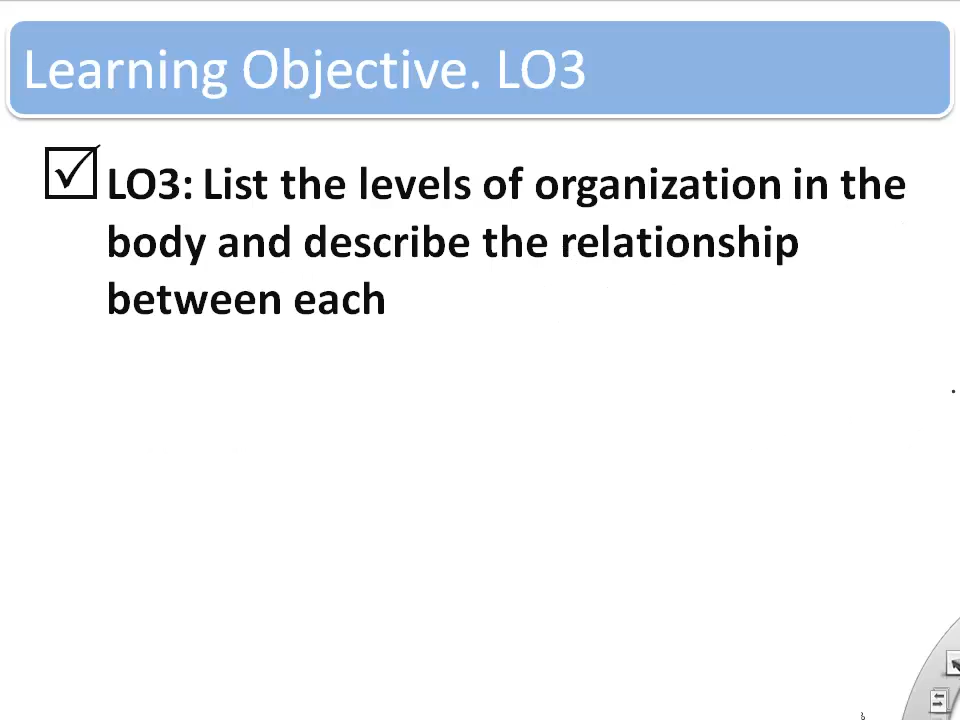 Learning Objective. LO3
LO3: List the levels of organization in the
body and describe the relationship
between each